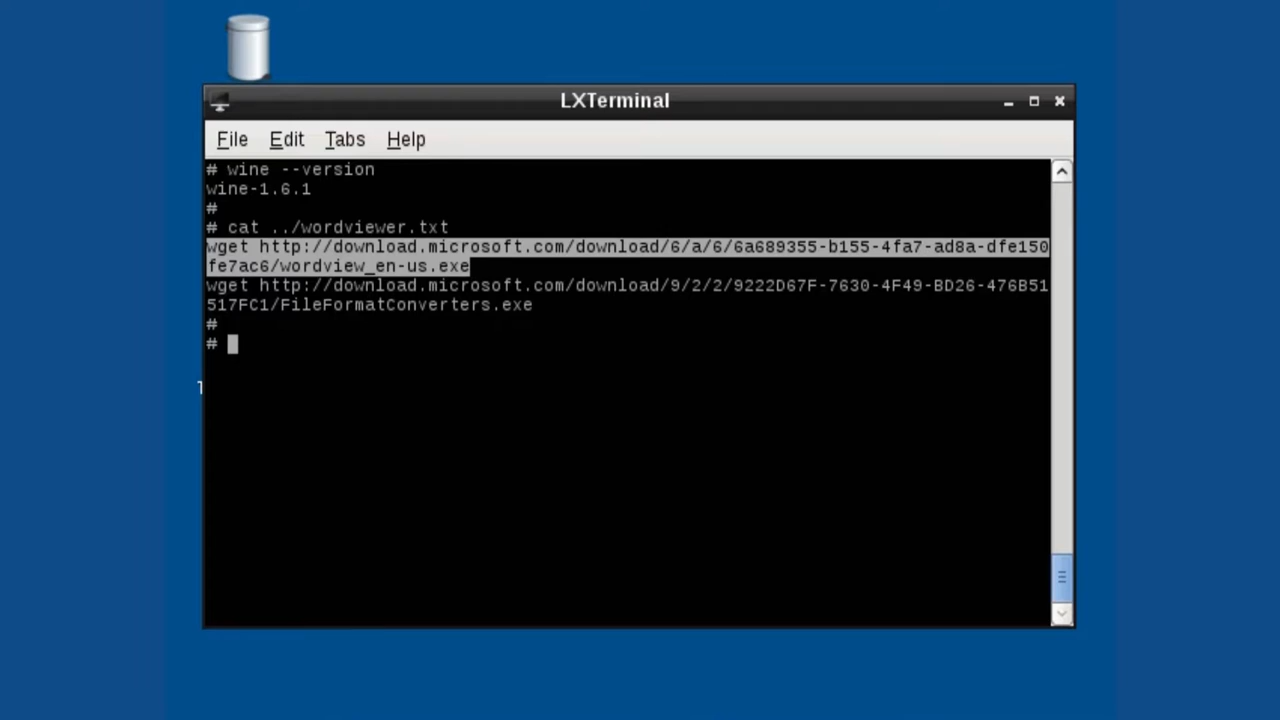 LXTerminal
File Edit Tabs Help
# wine --version
wine-1.6.1
#
# cat ../wordviewer.txt
wget http://download.microsoft.com/download/6/a/6/6a689355-b155-4fa7-ad8a-dfe150
fe7ac6/wordview_en-us.exe
wget http://download.microsoft.com/download/9/2/2/9222D67F-7630-4F49-BD26-476B51
517FC1/FileFormatConverters.exe
#
#